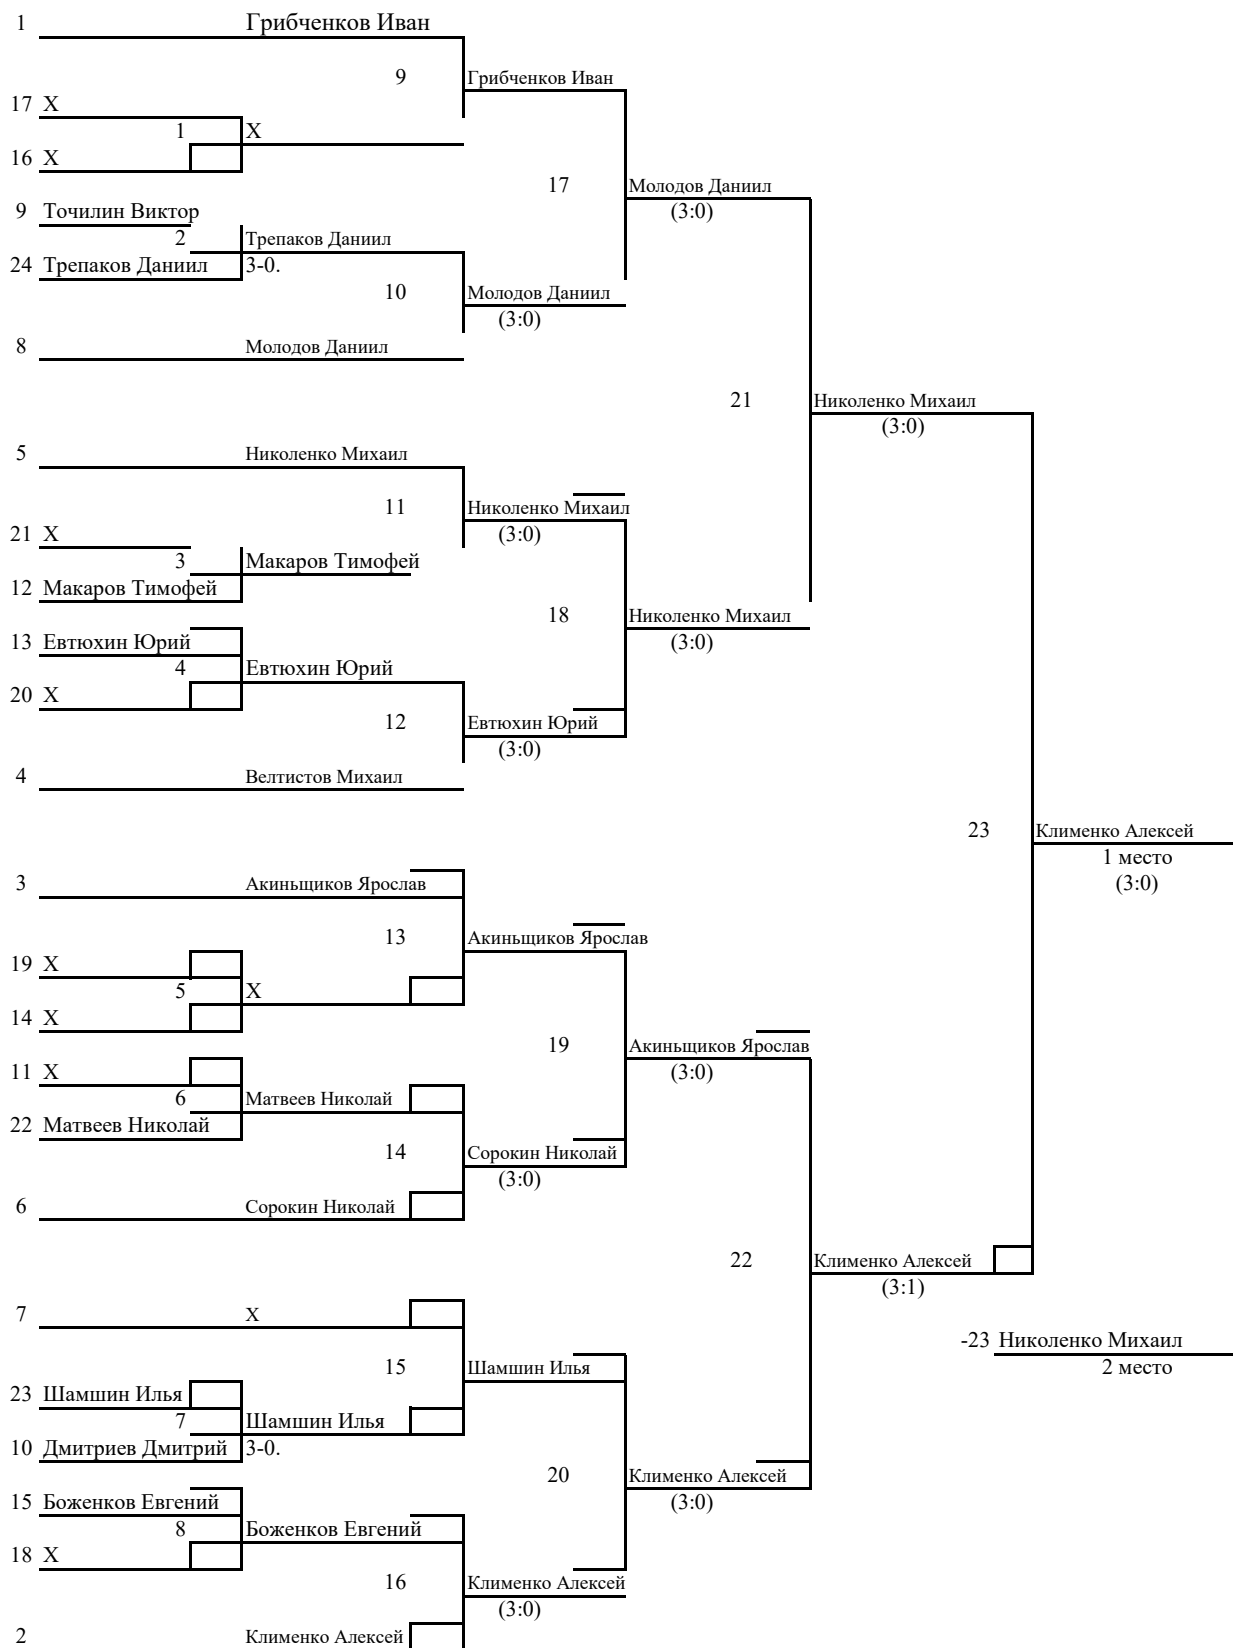 1 Грибченков Иван
9 Грибченков Иван
17 X
1 X
16 X
17 Молодов Даниил
(3:0)
9 Точилин Виктор
2 Трепаков Даниил
24 Трепаков Даниил 3-0.
10 Молодов Даниил
(3:0)
8 Молодов Даниил
21 Николенко Михаил
(3:0)
5 Николенко Михаил
11 Николенко Михаил
(3:0)
21 X
3 Макаров Тимофей
12 Макаров Тимофей
18 Николенко Михаил
(3:0)
13 Евтюхин Юрий
4 Евтюхин Юрий
20 X
12 Евтюхин Юрий
(3:0)
4 Велтистов Михаил
23 Клименко Алексей
1 место
(3:0)
3 Акиньщиков Ярослав
13 Акиньщиков Ярослав
19 X
5 X
14 X
19 Акиньщиков Ярослав
(3:0)
11 X
6 Матвеев Николай
22 Матвеев Николай
14 Сорокин Николай
(3:0)
6 Сорокин Николай
22 Клименко Алексей
(3:1)
7 X
-23 Николенко Михаил
2 место
15 Шамшин Илья
23 Шамшин Илья
7 Шамшин Илья
10 Дмитриев Дмитрий 3-0.
20 Клименко Алексей
(3:0)
15 Боженков Евгений
8 Боженков Евгений
18 X
16 Клименко Алексей
(3:0)
2 Клименко Алексей